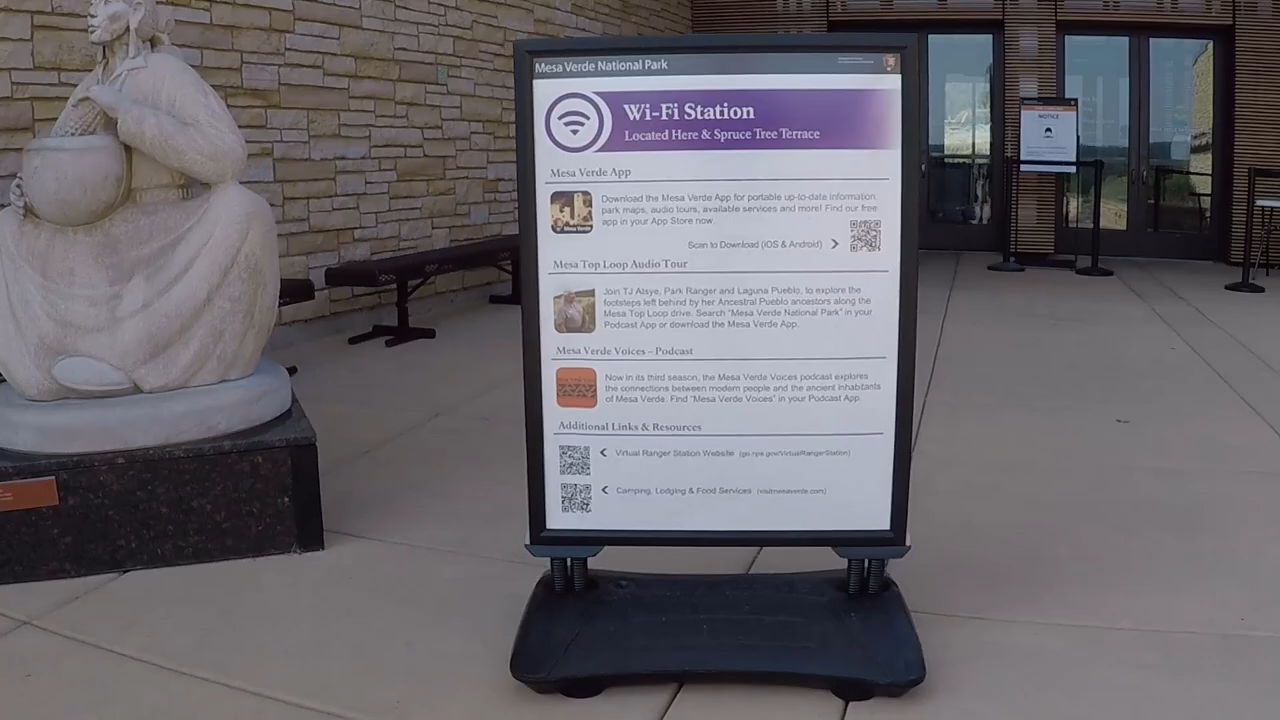 Mesa Verde National Park
Wi-Fi Station
Located Here & Spruce Tree Terrace
Mesa Verde App
Download the Mesa Verde App for portable up-to-date information,
park maps, audio tours, available services and more! Find our free
app in your App Store now.
Mesa Verde
Scan to Download (iOS & Android)
Mesa Top Loop Audio Tour
Join TJ Atsye, Park Ranger and Laguna Pueblo, to explore the
footsteps left behind by her Ancestral Pueblo ancestors along the
Mesa Top Loop drive. Search "Mesa Verde National Park" in your
Podcast App or download the Mesa Verde App.
Mesa Verde Voices – Podcast
Now in its third season, the Mesa Verde Voices podcast explores
the connections between modern people and the ancient inhabitants
of Mesa Verde. Find "Mesa Verde Voices" in your Podcast App.
Additional Links & Resources
Virtual Ranger Station Website (go.nps.gov/VirtualRangerStation)
Camping, Lodging & Food Services (visitmesaverde.com)
NOTICE